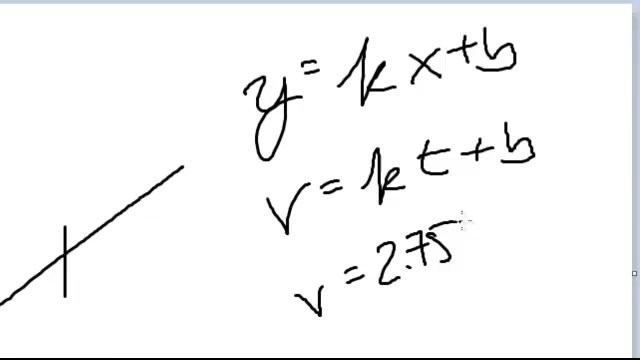 y = kx+b
v = kt+b
v = 2.75